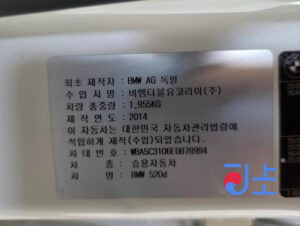 최초 제작자 : BMW AG 독일
수 입 자 명 : 비엠더블유코리아(주)
차량 총중량 : 1,955KG
제 작 연 도 : 2014
이 자동차는 대한민국 자동차관리법령에
적합하게 제작(수입)되었습니다
차 대 번 호 : WBA5C3106ED878994
차 종 : 승용자동차
차 명 : BMW 520d
BMW